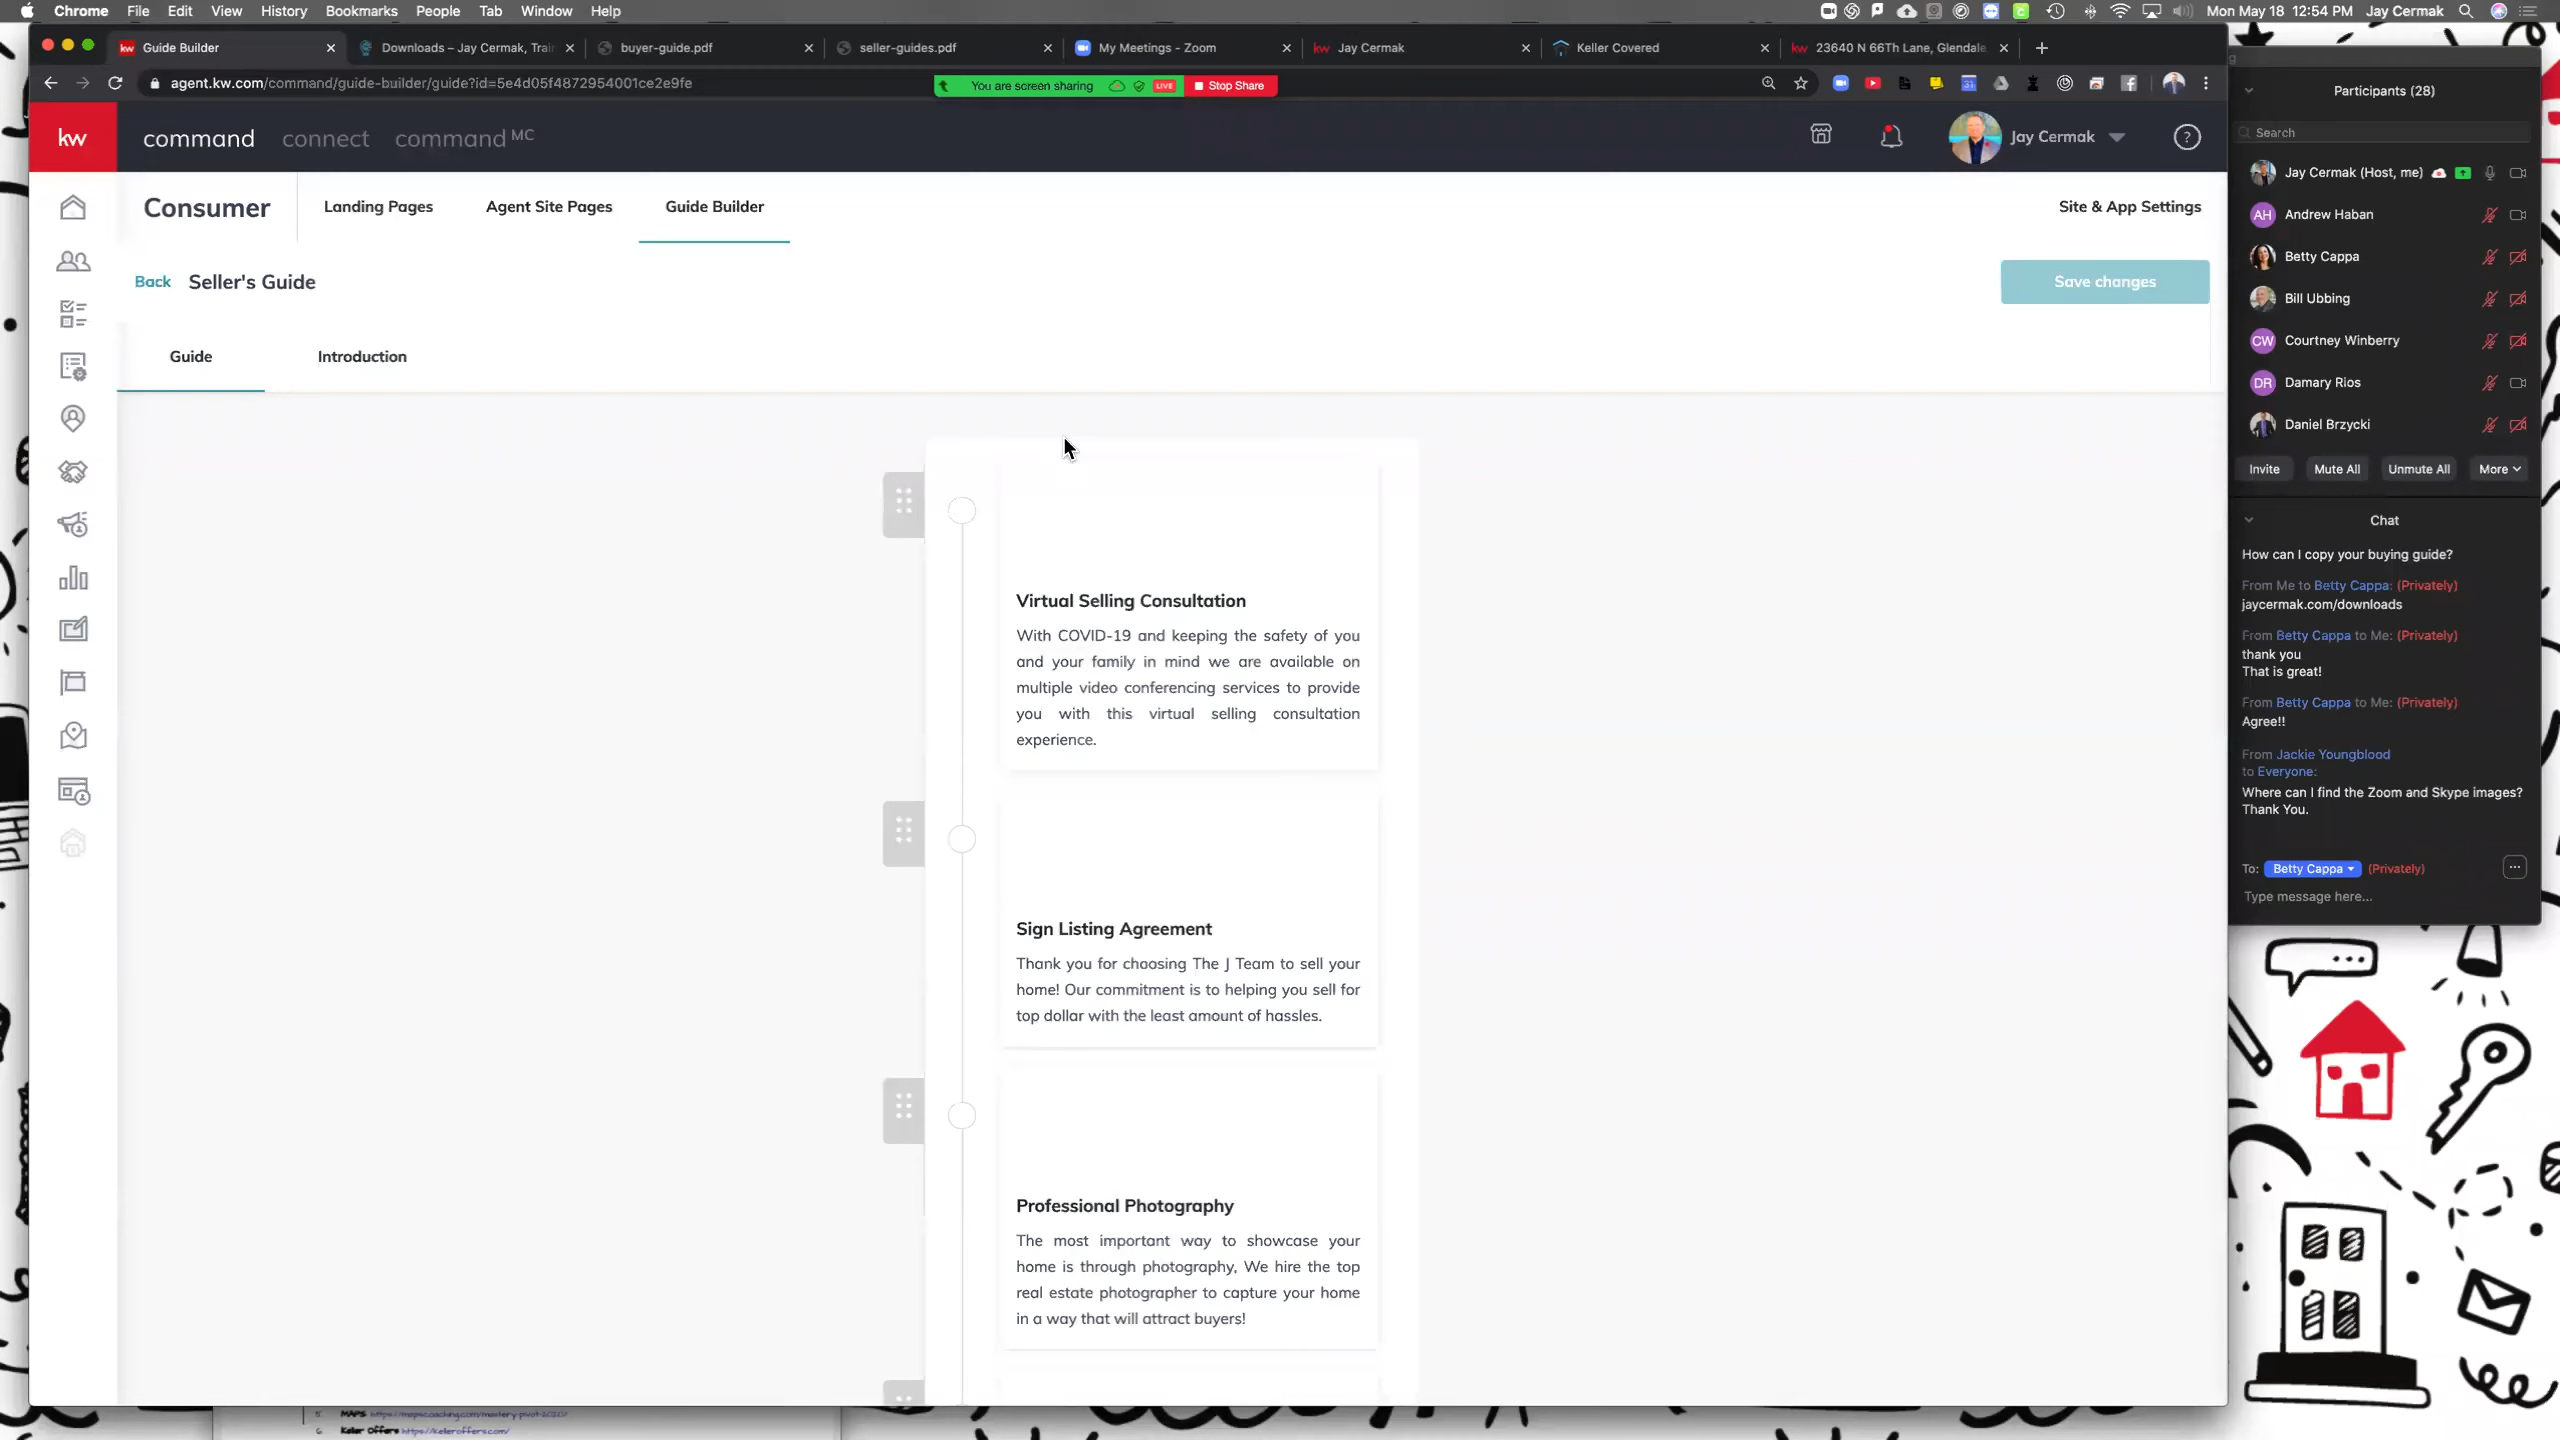 Chrome File Edit View History Bookmarks People Tab Window Help
Mon May 18 12:54 PM Jay Cermak
kw Guide Builder
Downloads – Jay Cermak, Trai
buyer-guide.pdf
seller-guides.pdf
My Meetings - Zoom
kw Jay Cermak
Keller Covered
kw 23640 N 66Th Lane, Glendale
agent.kw.com/command/guide-builder/guide?id=5e4d05f4872954001ce2e9fe
You are screen sharing LIVE Stop Share
kw command connect command MC
Jay Cermak
Consumer Landing Pages Agent Site Pages Guide Builder Site & App Settings
Back Seller's Guide Save changes
Guide Introduction
Virtual Selling Consultation
With COVID-19 and keeping the safety of you
and your family in mind we are available on
multiple video conferencing services to provide
you with this virtual selling consultation
experience.
Sign Listing Agreement
Thank you for choosing The J Team to sell your
home! Our commitment is to helping you sell for
top dollar with the least amount of hassles.
Professional Photography
The most important way to showcase your
home is through photography, We hire the top
real estate photographer to capture your home
in a way that will attract buyers!
Participants (28)
Search
Jay Cermak (Host, me)
AH Andrew Haban
Betty Cappa
Bill Ubbing
CW Courtney Winberry
DR Damary Rios
Daniel Brzycki
Invite Mute All Unmute All More
Chat
How can I copy your buying guide?
From Me to Betty Cappa: (Privately)
jaycermak.com/downloads
From Betty Cappa to Me: (Privately)
thank you
That is great!
From Betty Cappa to Me: (Privately)
Agree!!
From Jackie Youngblood
to Everyone:
Where can I find the Zoom and Skype images?
Thank You.
To: Betty Cappa (Privately)
Type message here...
Keller Offers https://kelleroffers.com/